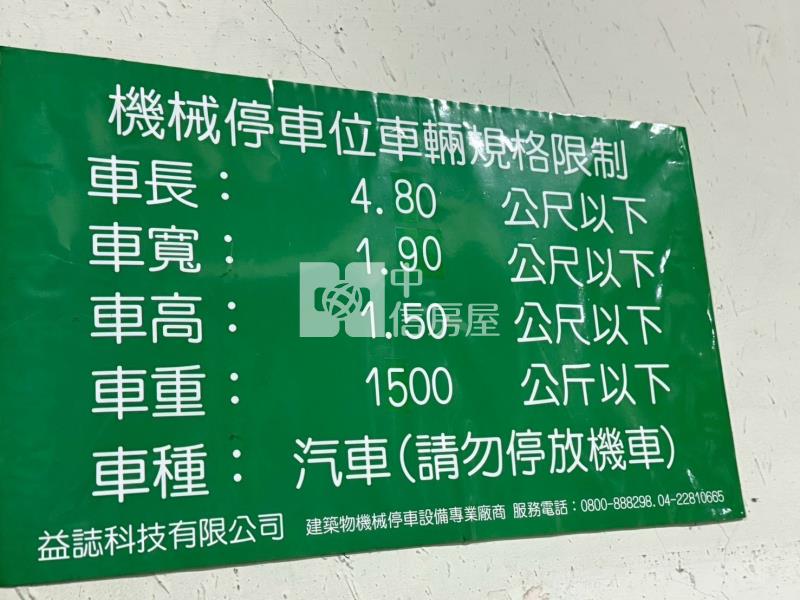 機械停車位車輛規格限制
車長： 4.80 公尺以下
車寬： 1.90 公尺以下
車高： 1.50 公尺以下
車重： 1500 公斤以下
車種： 汽車(請勿停放機車)
益誌科技有限公司 建築物機械停車設備專業廠商 服務電話：0800-888298.04-22810665
中信房屋